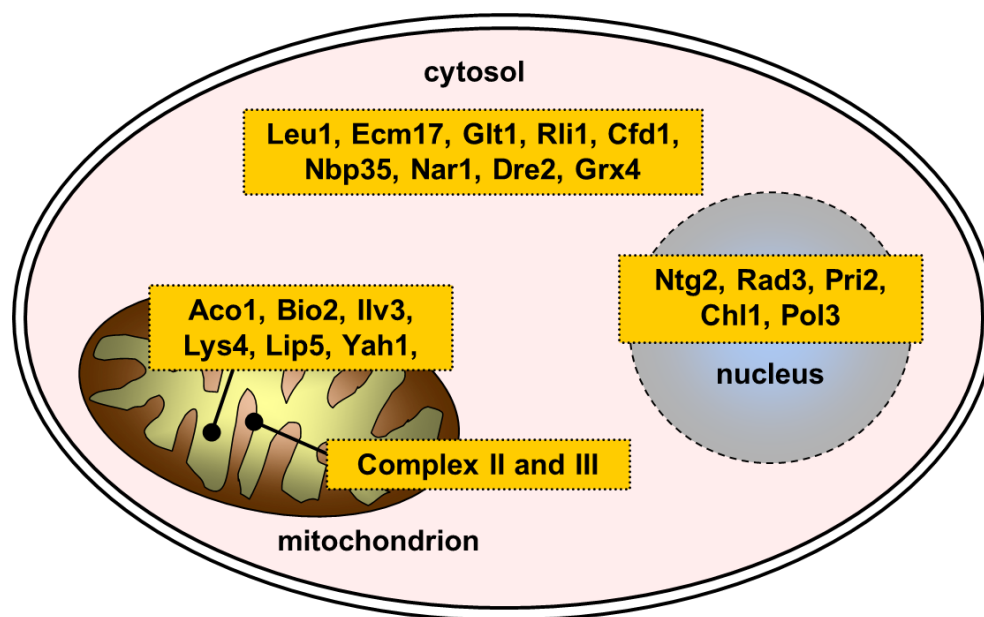 cytosol
Leu1, Ecm17, Glt1, Rli1, Cfd1,
Nbp35, Nar1, Dre2, Grx4
Ntg2, Rad3, Pri2,
Chl1, Pol3
nucleus
Aco1, Bio2, Ilv3,
Lys4, Lip5, Yah1,
Complex II and III
mitochondrion